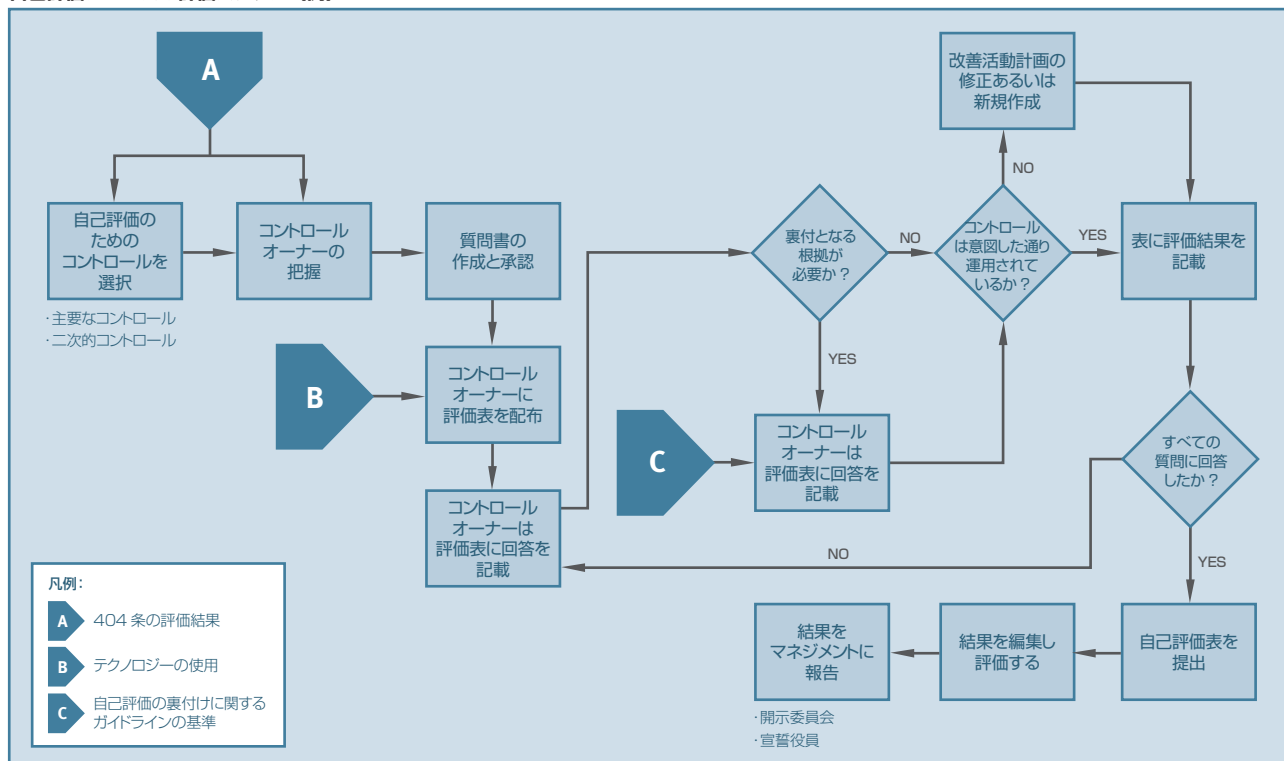 A
自己評価の
ための
コントロールを
選択
・主要なコントロール
・二次的コントロール
コントロール
オーナーの
把握
質問書の
作成と承認
B
コントロール
オーナーに
評価表を配布
コントロール
オーナーは
評価表に回答を
記載
裏付となる
根拠が
必要か？
NO
YES
C
コントロール
オーナーは
評価表に回答を
記載
コントロール
は意図した通り
運用されて
いるか？
NO
YES
改善活動計画の
修正あるいは
新規作成
表に評価結果を
記載
すべての
質問に回答
したか？
NO
YES
自己評価表を
提出
結果を編集し
評価する
結果を
マネジメントに
報告
・開示委員会
・宣誓役員
凡例：
A 404 条の評価結果
B テクノロジーの使用
C 自己評価の裏付けに関する
ガイドラインの基準